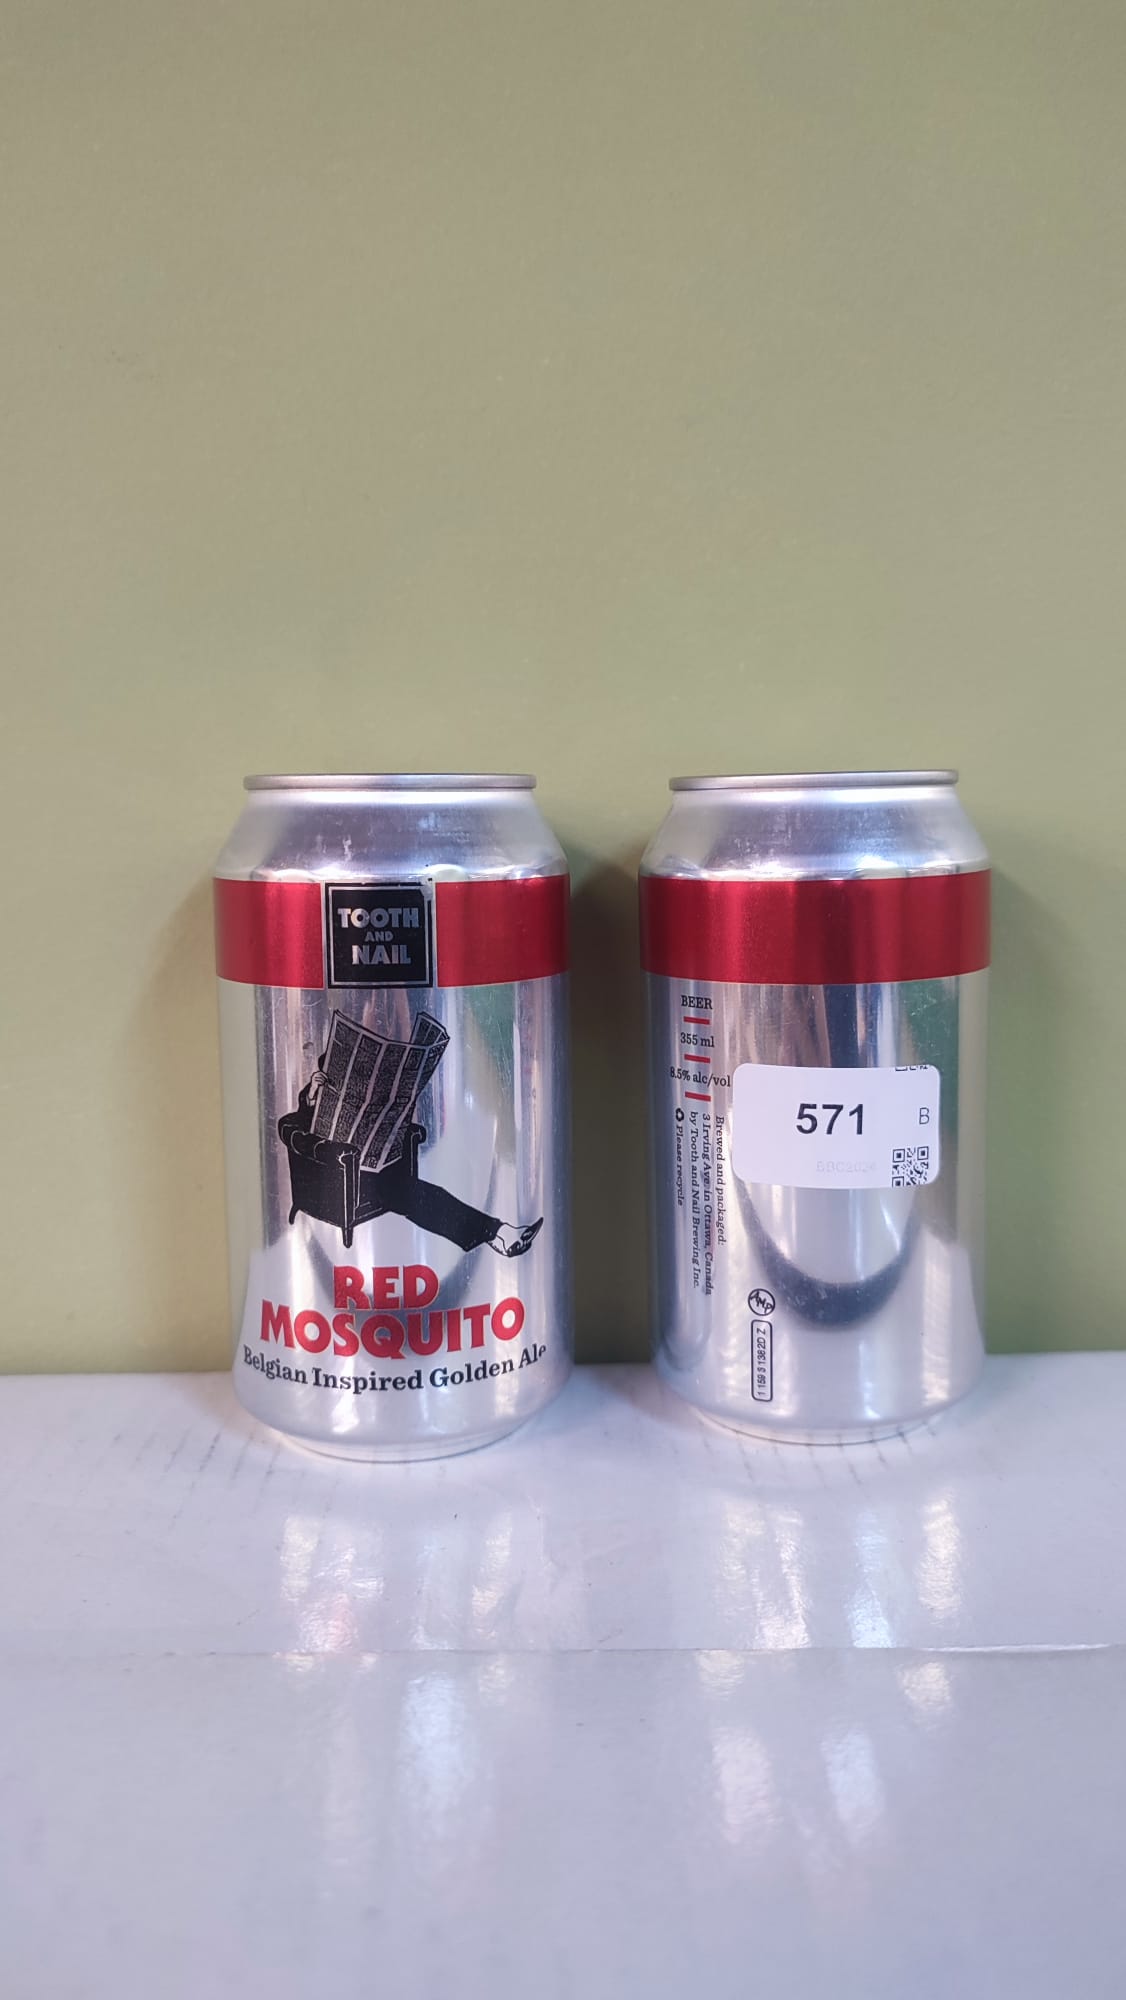 TOOTH
AND
NAIL
RED
MOSQUITO
Belgian Inspired Golden Ale
BEER
355 ml
8.5% alc/vol
Brewed and packaged:
3 Irving Ave. in Ottawa, Canada
by Tooth and Nail Brewing Inc.
Please recycle
571
B